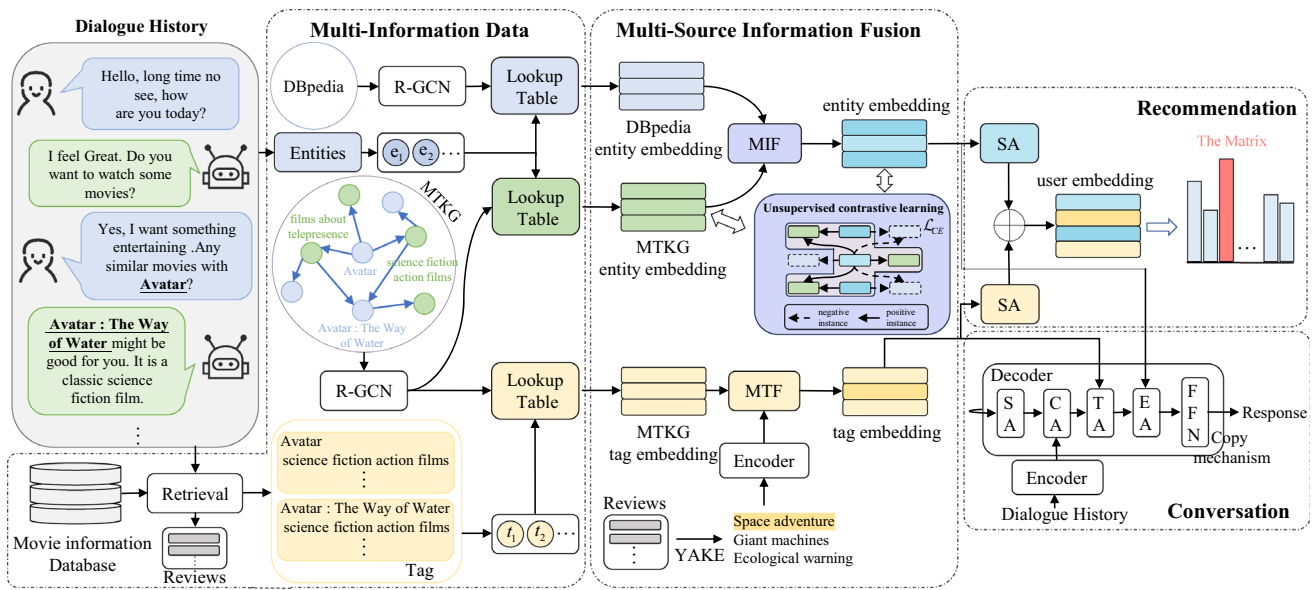 Dialogue History
Hello, long time no
see, how
are you today?
I feel Great. Do you
want to watch some
movies?
Yes, I want something
entertaining .Any
similar movies with
Avatar?
Avatar : The Way
of Water might be
good for you. It is a
classic science
fiction film.
Movie information
Database
Retrieval
Reviews
Multi-Information Data
DBpedia
R-GCN
Lookup
Table
Entities
e1 e2 ...
Lookup
Table
MTKG
films about
telepresence
Avatar
science fiction
action films
Avatar : The Way
of Water
R-GCN
Lookup
Table
Avatar
science fiction action films
Avatar : The Way of Water
science fiction action films
Tag
t1 t2 ...
Multi-Source Information Fusion
DBpedia
entity embedding
MIF
entity embedding
MTKG
entity embedding
Unsupervised contrastive learning
ℒCE
negative
instance
positive
instance
MTKG
tag embedding
MTF
tag embedding
Encoder
Reviews
YAKE
Space adventure
Giant machines
Ecological warning
Recommendation
SA
user embedding
The Matrix
...
SA
Decoder
SA
CA
TA
EA
FFN
Response
Copy
mechanism
Encoder
Dialogue History
Conversation